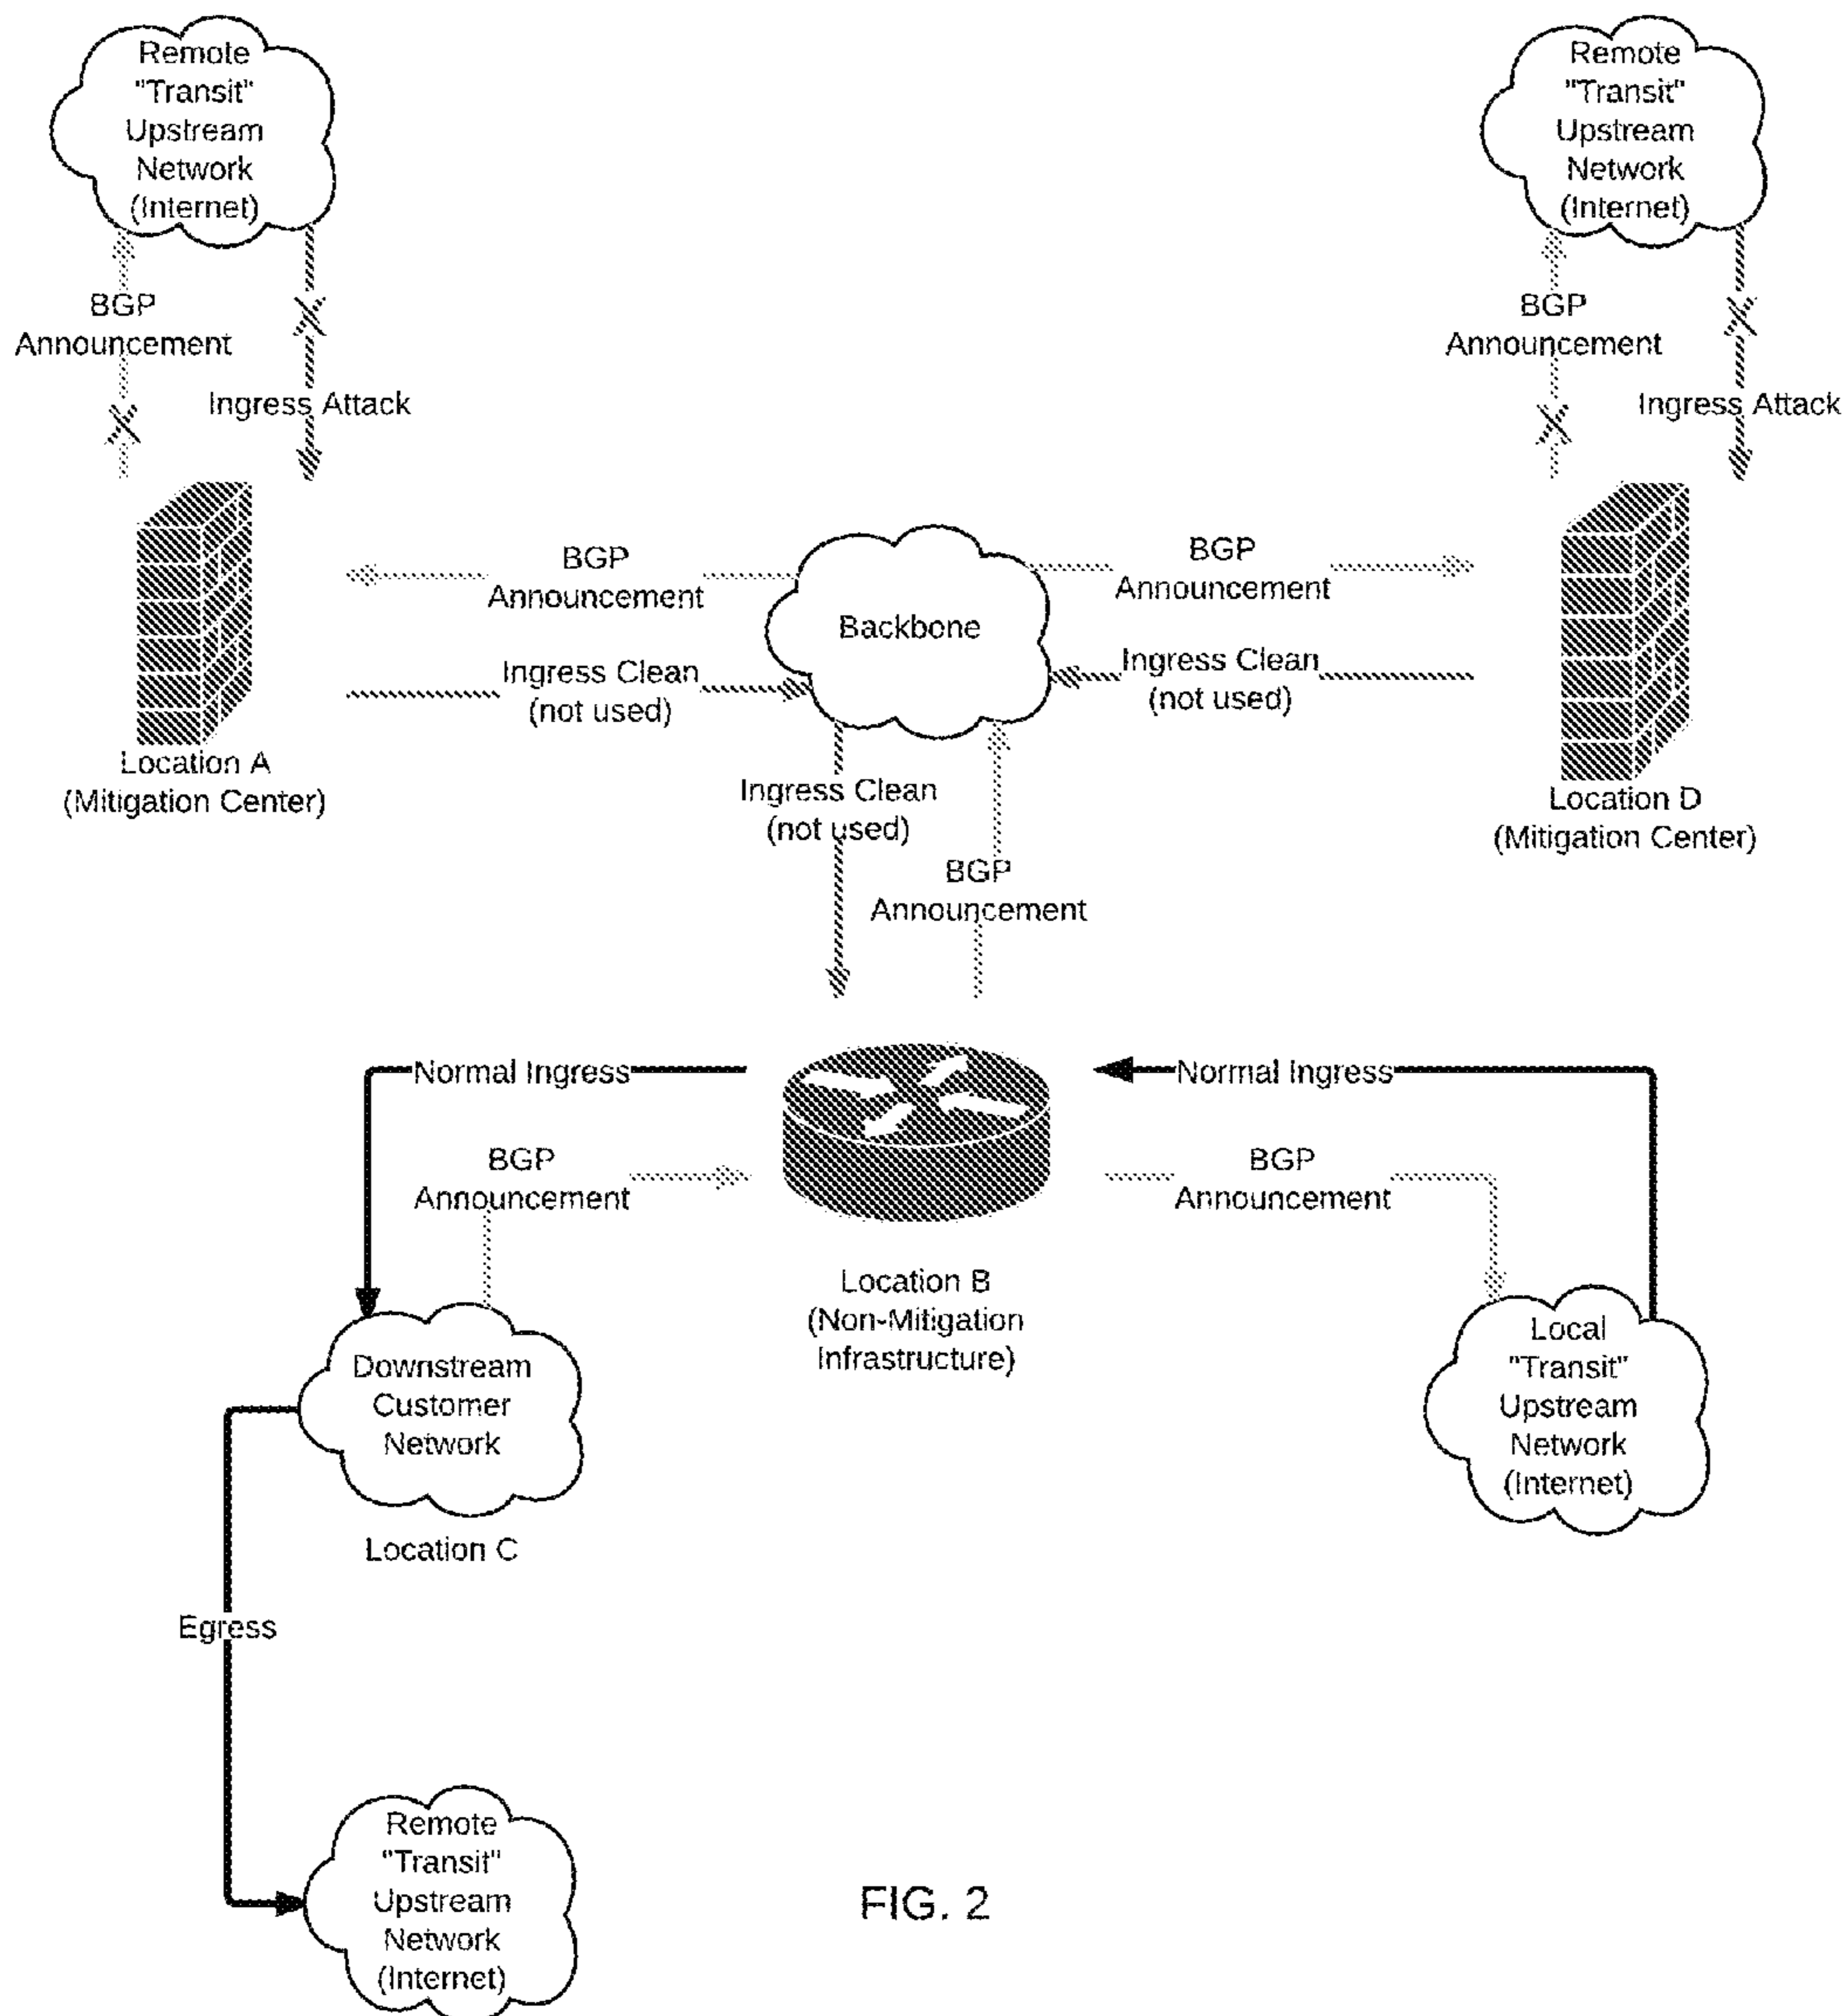 Remote
"Transit"
Upstream
Network
(Internet)
Remote
"Transit"
Upstream
Network
(Internet)
BGP
Announcement
Ingress Attack
BGP
Announcement
Ingress Attack
BGP
Announcement
Backbone
BGP
Announcement
Ingress Clean
(not used)
Ingress Clean
(not used)
Location A
(Mitigation Center)
Ingress Clean
(not used)
Location D
(Mitigation Center)
BGP
Announcement
Normal Ingress
Normal Ingress
BGP
Announcement
BGP
Announcement
Location B
(Non-Mitigation
Infrastructure)
Downstream
Customer
Network
Local
"Transit"
Upstream
Network
(Internet)
Location C
Egress
Remote
"Transit"
Upstream
Network
(Internet)
FIG. 2